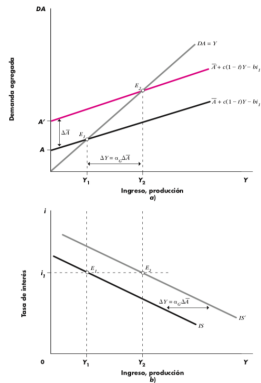 DA
DA = Y
Ā + c(1 – t)Y – bi₁
Ā + c(1 – t)Y – bi₁
E₂
Demanda agregada
A'
ΔĀ
E₁
A
ΔY = α_G ΔĀ
Y₁
Y₂
Y
Ingreso, producción
a)
i
Tasa de interés
i₁
E₁
E₂
ΔY = α_G ΔĀ
IS'
IS
0
Y₁
Y₂
Y
Ingreso, producción
b)